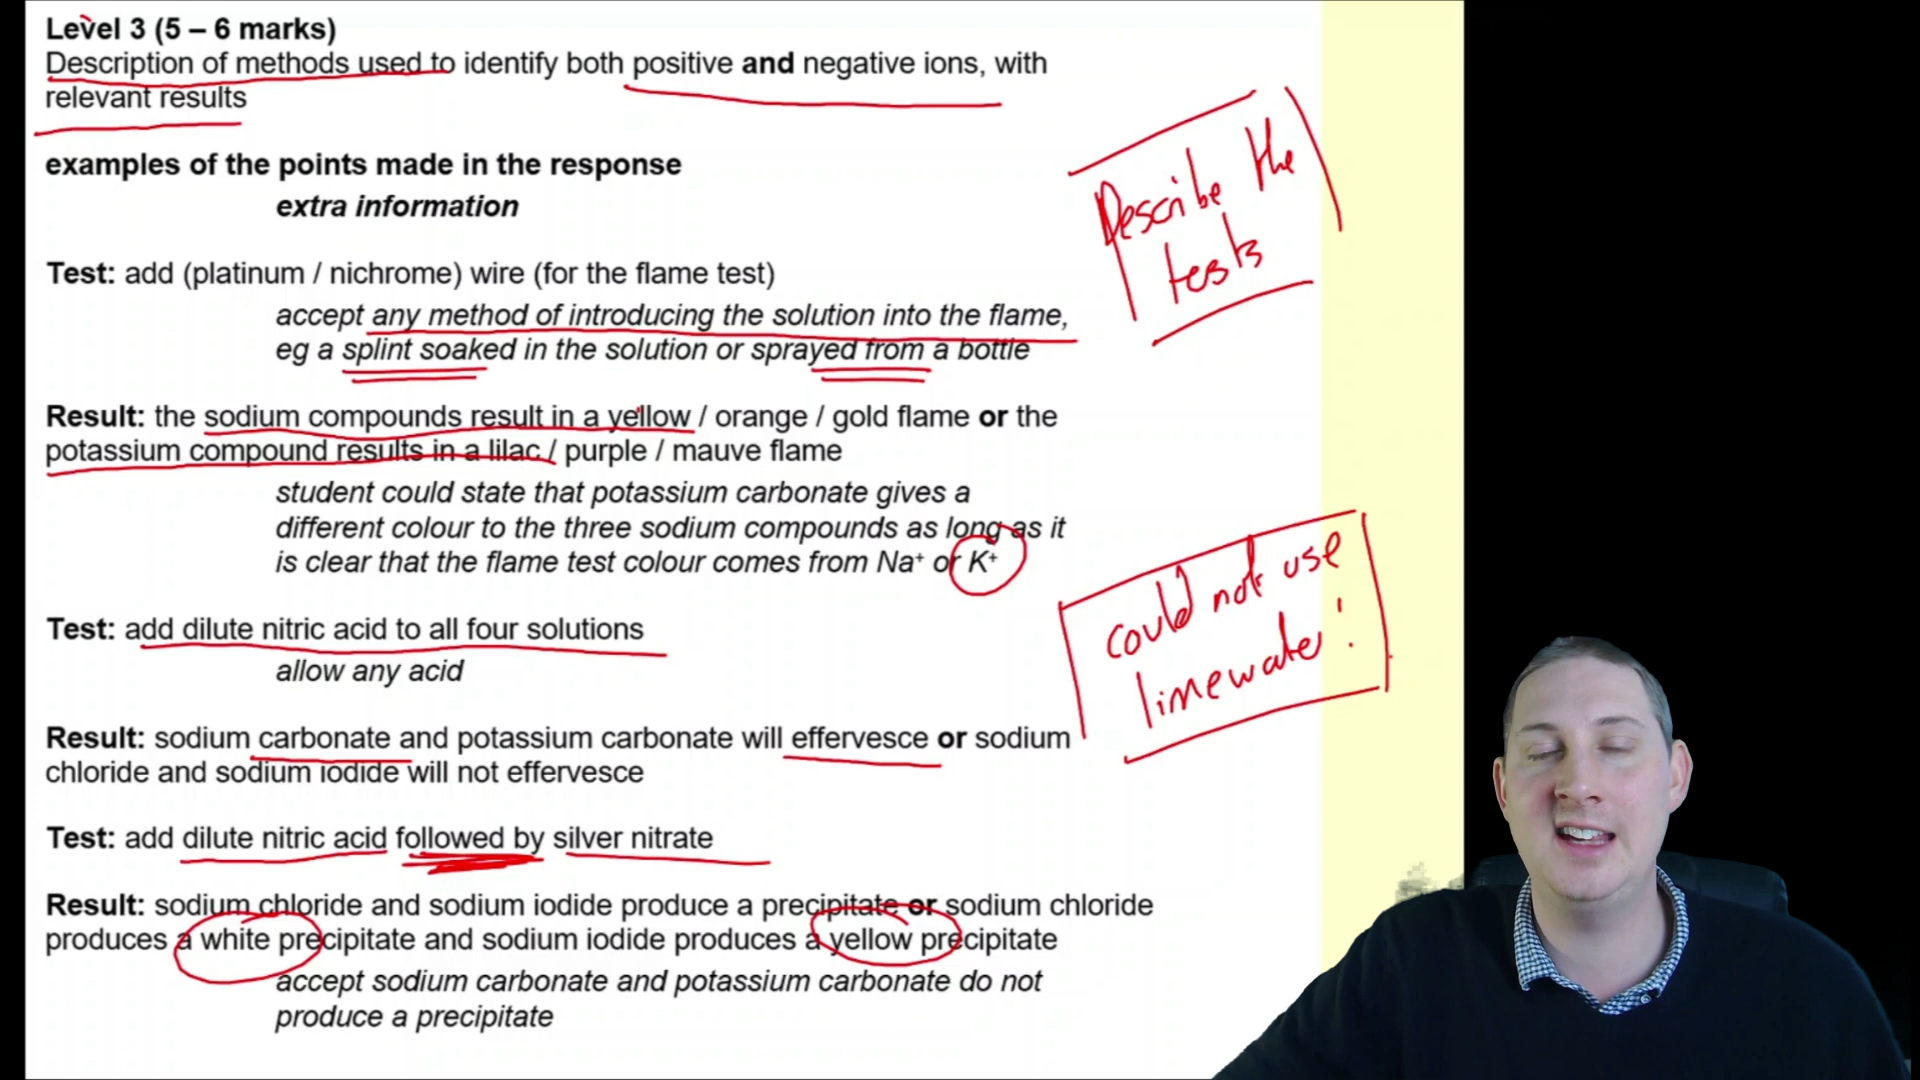 Level 3 (5 – 6 marks)
Description of methods used to identify both positive and negative ions, with
relevant results
examples of the points made in the response
extra information
Test: add (platinum / nichrome) wire (for the flame test)
accept any method of introducing the solution into the flame,
eg a splint soaked in the solution or sprayed from a bottle
Result: the sodium compounds result in a yellow / orange / gold flame or the
potassium compound results in a lilac / purple / mauve flame
student could state that potassium carbonate gives a
different colour to the three sodium compounds as long as it
is clear that the flame test colour comes from Na⁺ or K⁺
Test: add dilute nitric acid to all four solutions
allow any acid
Result: sodium carbonate and potassium carbonate will effervesce or sodium
chloride and sodium iodide will not effervesce
Test: add dilute nitric acid followed by silver nitrate
Result: sodium chloride and sodium iodide produce a precipitate or sodium chloride
produces a white precipitate and sodium iodide produces a yellow precipitate
accept sodium carbonate and potassium carbonate do not
produce a precipitate
Describe the
tests
could not use
limewater!